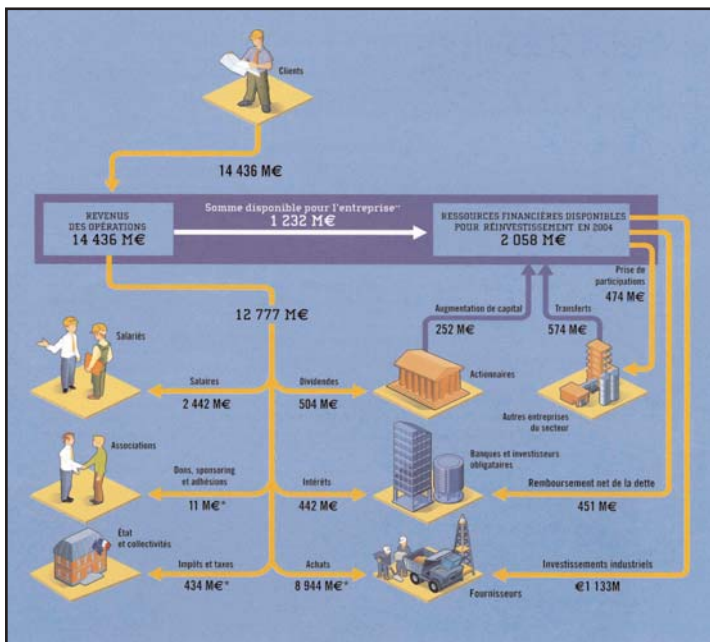 Clients
14 436 M€
REVENUS
DES OPÉRATIONS
14 436 M€
Somme disponible pour l'entreprise**
1 232 M€
RESSOURCES FINANCIÈRES DISPONIBLES
POUR RÉINVESTISSEMENT EN 2004
2 058 M€
Prise de
participations
474 M€
12 777 M€
Augmentation de capital
252 M€
Transferts
574 M€
Salariés
Salaires
2 442 M€
Dividendes
504 M€
Actionnaires
Autres entreprises
du secteur
Associations
Dons, sponsoring
et adhésions
11 M€*
Intérêts
442 M€
Banques et investisseurs
obligataires
Remboursement net de la dette
451 M€
État
et collectivités
Impôts et taxes
434 M€*
Achats
8 944 M€*
Fournisseurs
Investissements industriels
€1 133M